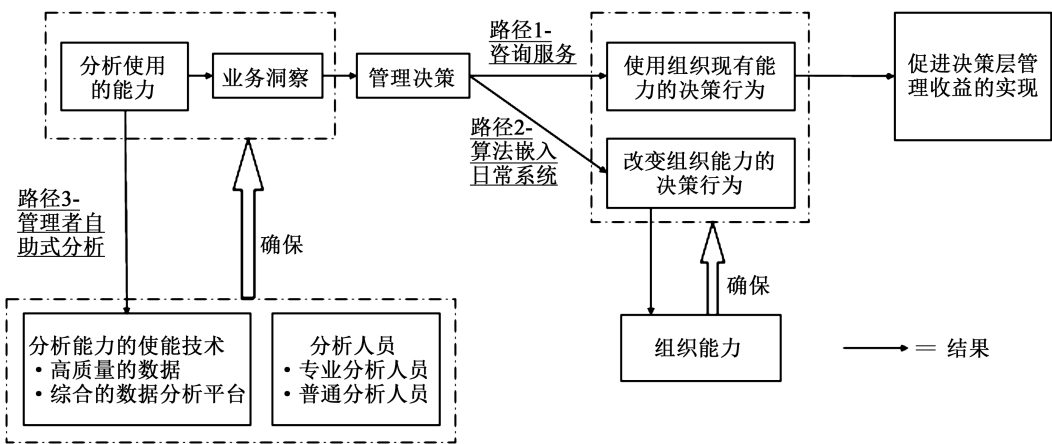 分析使用
的能力
业务洞察
管理决策
路径1-
咨询服务
使用组织现有能
力的决策行为
促进决策层管
理收益的实现
路径2-
算法嵌入
日常系统
改变组织能力的
决策行为
路径3-
管理者自
助式分析
确保
确保
分析能力的使能技术
·高质量的数据
·综合的数据分析平台
分析人员
·专业分析人员
·普通分析人员
组织能力
= 结果